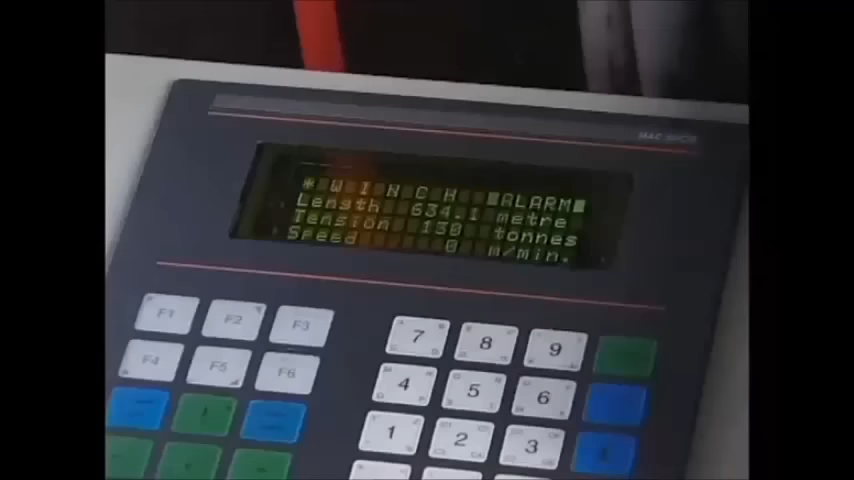 * W I N C H ■ALARM■
Length 634.1 metre
Tension 130 tonnes
Speed 0 m/min.
F1 F2 F3
7 8 9
F4 F5 F6
4 5 6
1 2 3